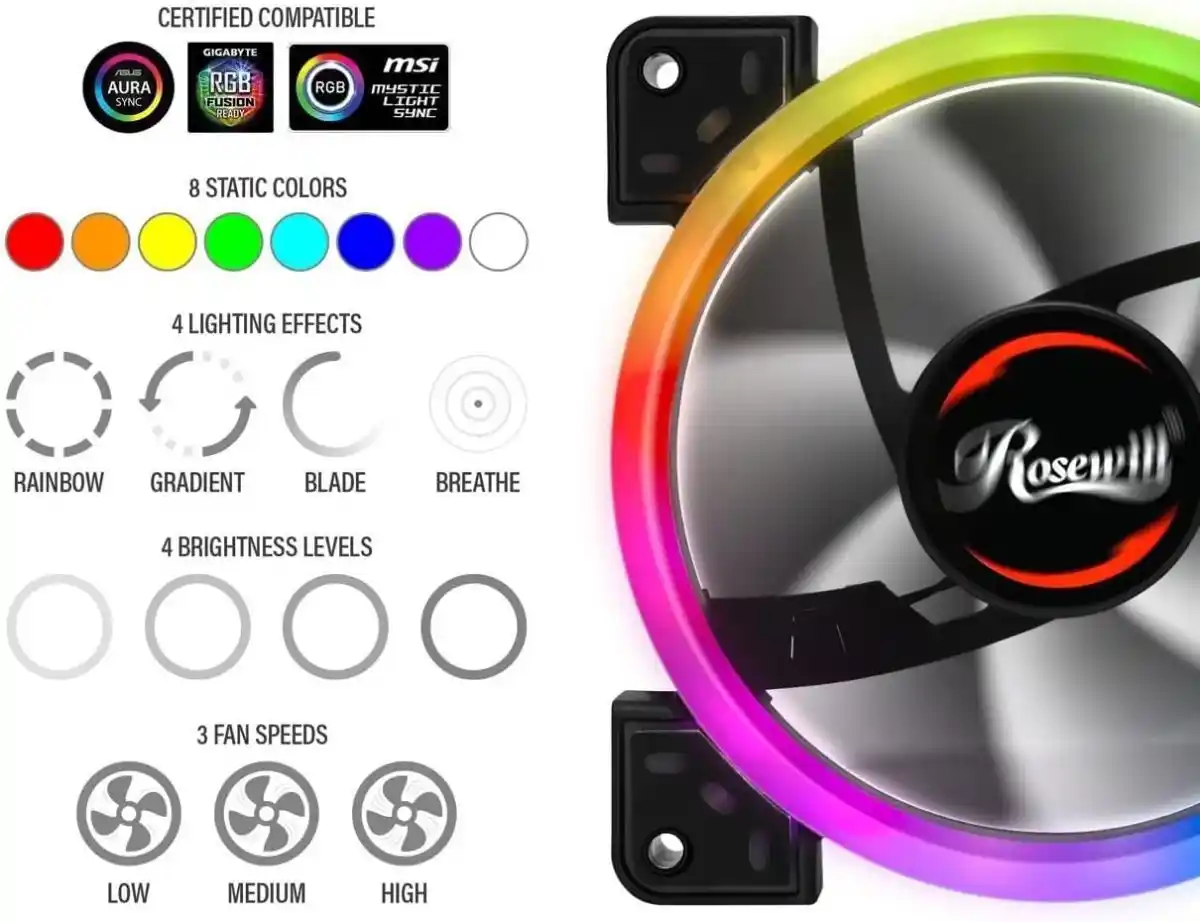 CERTIFIED COMPATIBLE
ASUS
AURA
SYNC
GIGABYTE
RGB
FUSION
READY
RGB
msi
MYSTIC
LIGHT
SYNC
8 STATIC COLORS
4 LIGHTING EFFECTS
RAINBOW GRADIENT BLADE BREATHE
4 BRIGHTNESS LEVELS
3 FAN SPEEDS
LOW MEDIUM HIGH
Rosewill